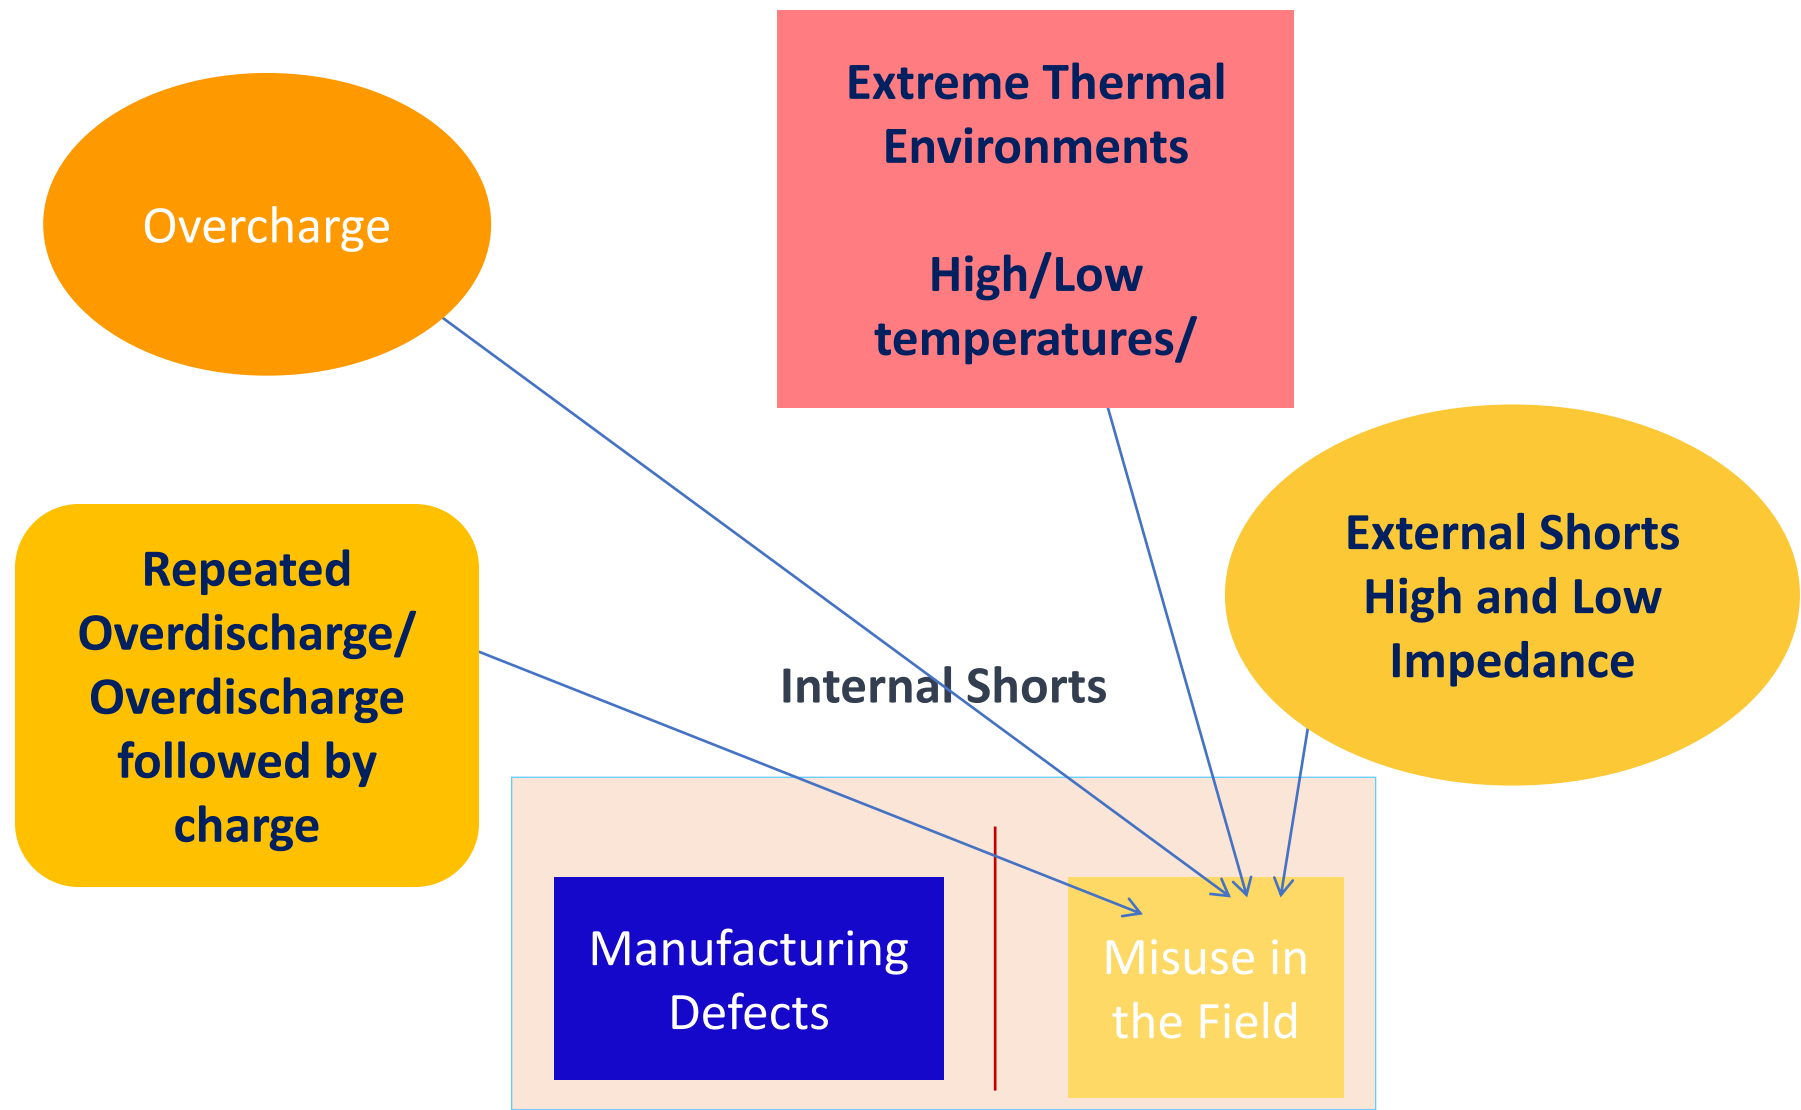 Overcharge
Extreme Thermal
Environments
High/Low
temperatures/
External Shorts
High and Low
Impedance
Repeated
Overdischarge/
Overdischarge
followed by
charge
Internal Shorts
Manufacturing
Defects
Misuse in
the Field